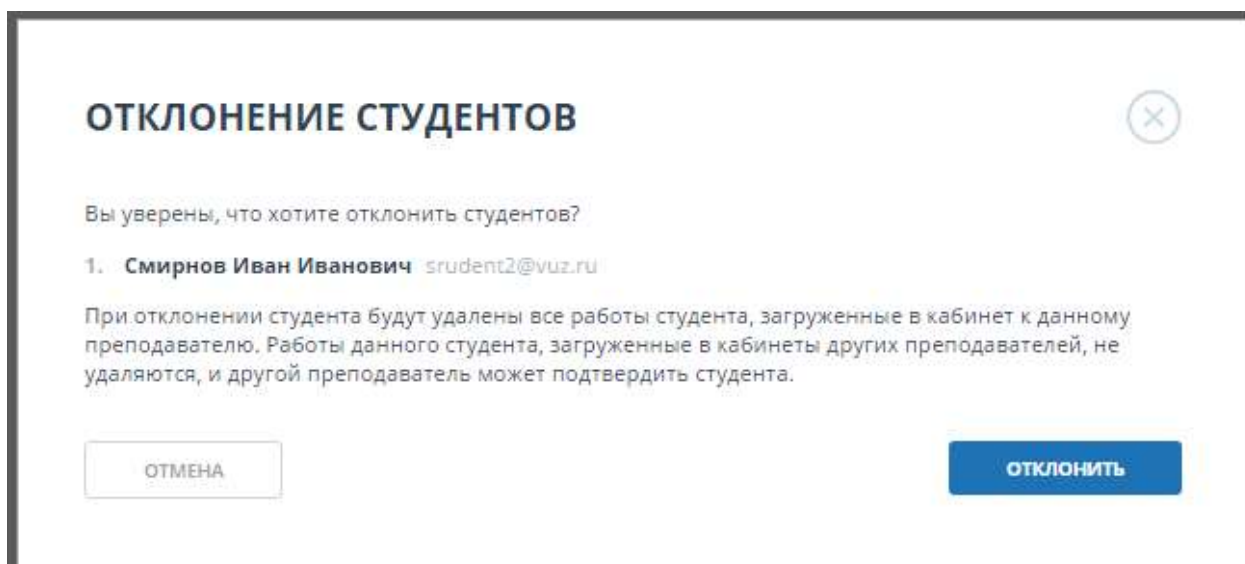 ОТКЛОНЕНИЕ СТУДЕНТОВ
Вы уверены, что хотите отклонить студентов?
1. Смирнов Иван Иванович srudent2@vuz.ru
При отклонении студента будут удалены все работы студента, загруженные в кабинет к данному
преподавателю. Работы данного студента, загруженные в кабинеты других преподавателей, не
удаляются, и другой преподаватель может подтвердить студента.
ОТМЕНА ОТКЛОНИТЬ